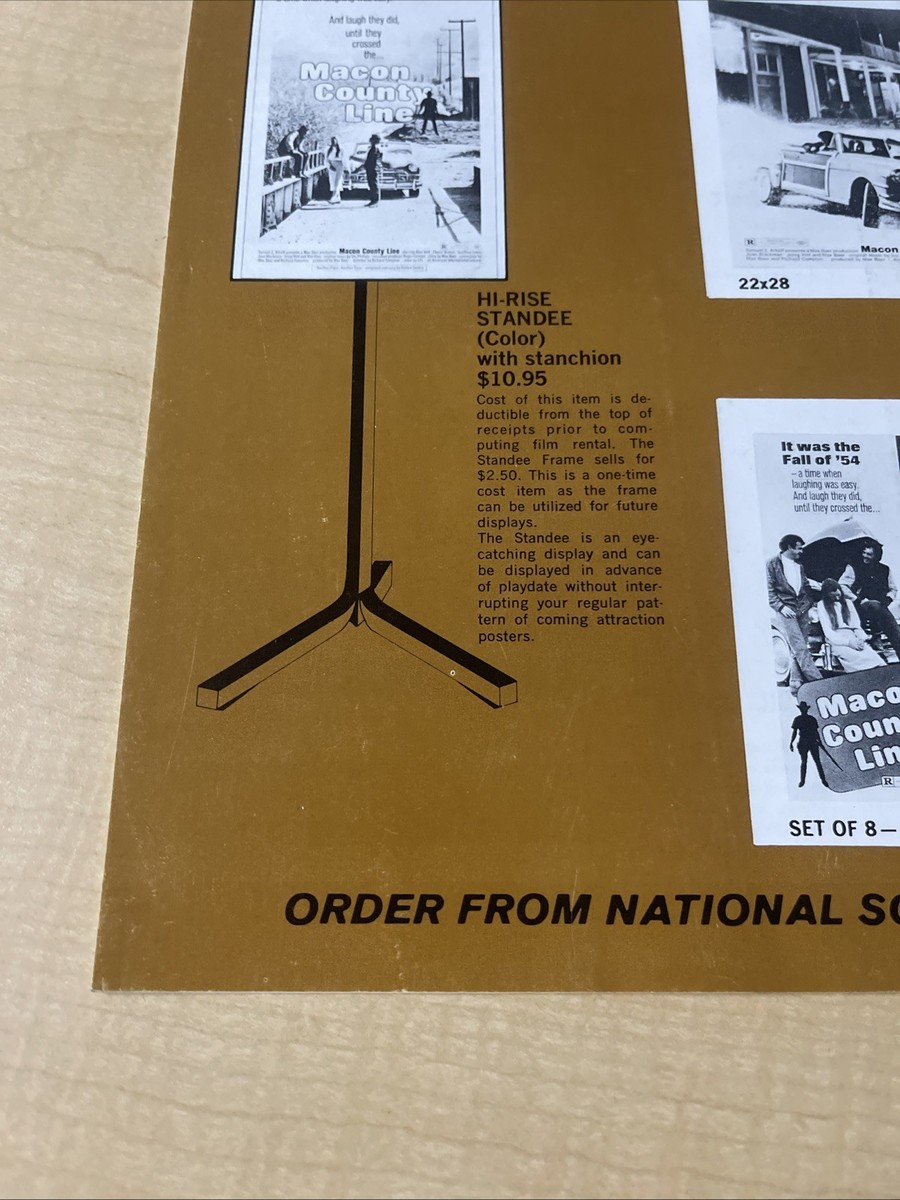 And laugh they did,
until they
crossed
the...
Macon
County
Line
Macon County Line
HI-RISE
STANDEE
(Color)
with stanchion
$10.95
Cost of this item is de-
ductible from the top of
receipts prior to com-
puting film rental. The
Standee Frame sells for
$2.50. This is a one-time
cost item as the frame
can be utilized for future
displays.
The Standee is an eye-
catching display and can
be displayed in advance
of playdate without inter-
rupting your regular pat-
tern of coming attraction
posters.
R
Macon
22x28
It was the
Fall of '54
—a time when
laughing was easy.
And laugh they did,
until they crossed the...
Maco
Coun
Lin
R
SET OF 8—
ORDER FROM NATIONAL SC